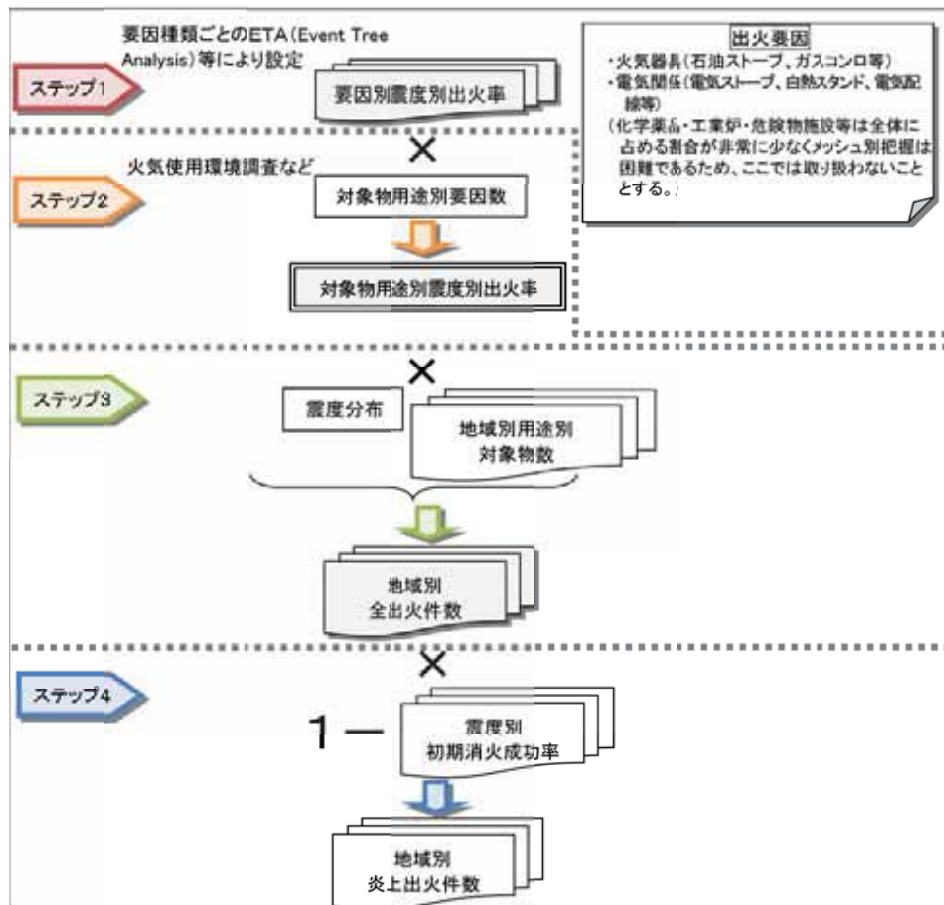 要因種類ごとのETA(Event Tree
Analysis)等により設定
ステップ1
要因別震度別出火率
出火要因
・火気器具(石油ストーブ、ガスコンロ等)
・電気関係(電気ストーブ、白熱スタンド、電気配
線等)
(化学薬品・工業炉・危険物施設等は全体に
占める割合が非常に少なくメッシュ別把握は
困難であるため、ここでは取り扱わないこと
とする。
×
火気使用環境調査など
ステップ2
対象物用途別要因数
対象物用途別震度別出火率
×
ステップ3
震度分布
地域別用途別
対象物数
地域別
全出火件数
×
ステップ4
1－
震度別
初期消火成功率
地域別
炎上出火件数